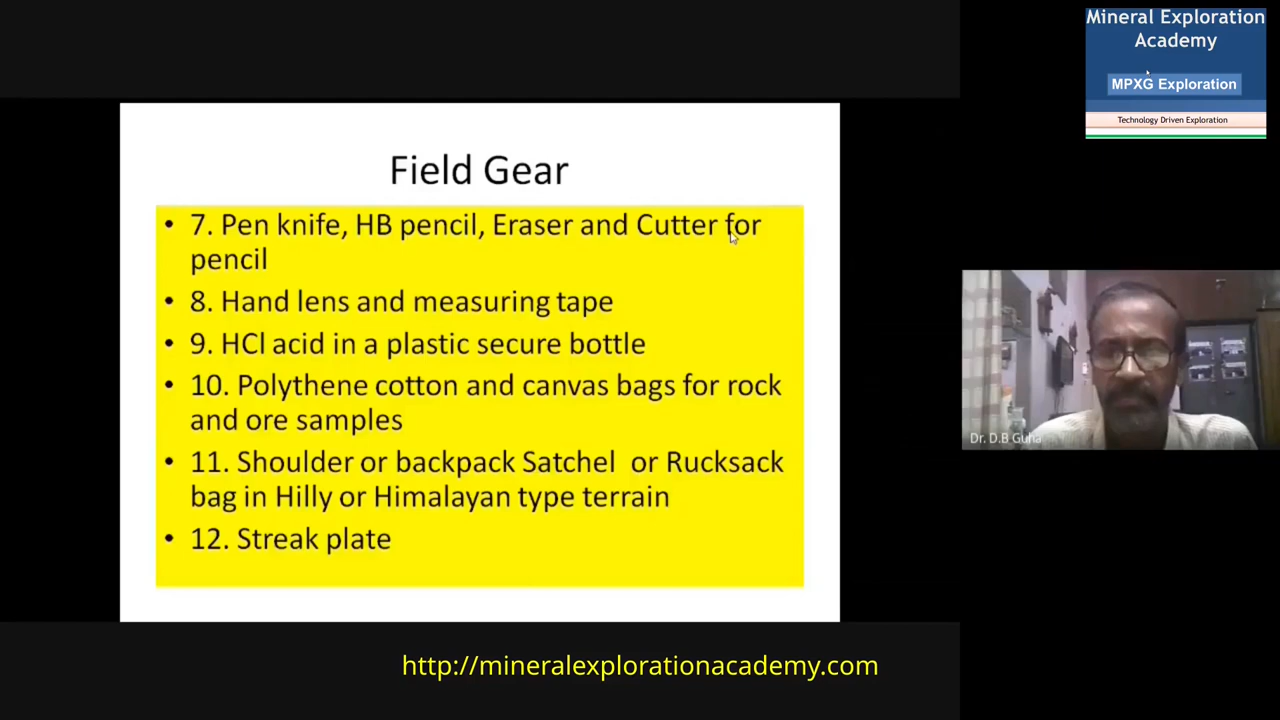 Mineral Exploration
Academy
MPXG Exploration
Technology Driven Exploration
Field Gear
• 7. Pen knife, HB pencil, Eraser and Cutter for
pencil
• 8. Hand lens and measuring tape
• 9. HCl acid in a plastic secure bottle
• 10. Polythene cotton and canvas bags for rock
and ore samples
• 11. Shoulder or backpack Satchel or Rucksack
bag in Hilly or Himalayan type terrain
• 12. Streak plate
Dr. D.B Guha
http://mineralexplorationacademy.com